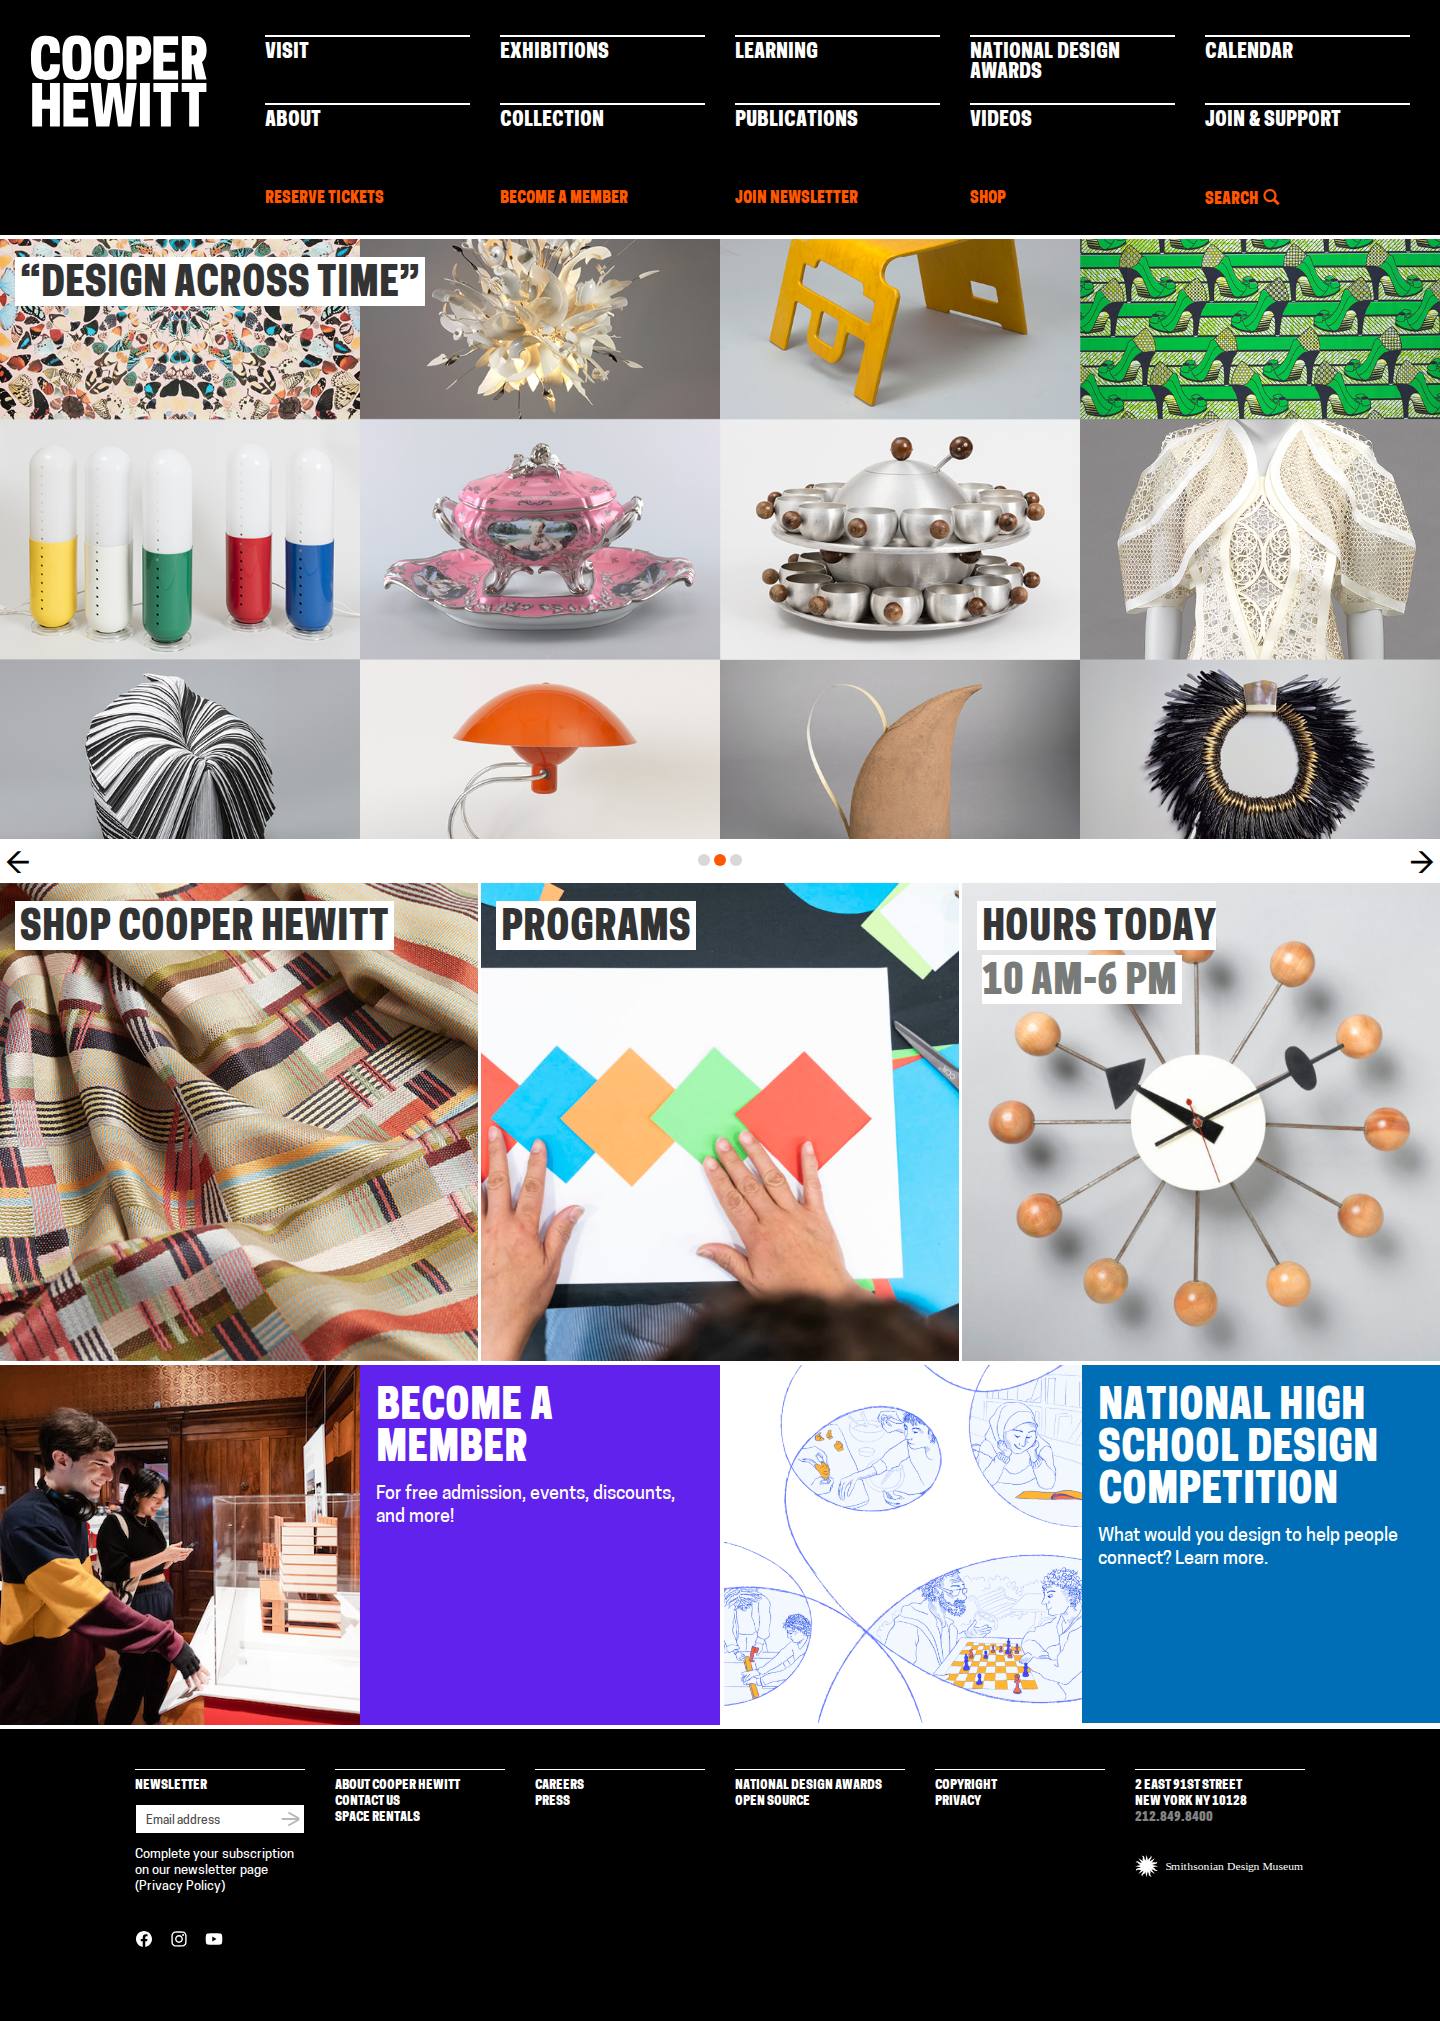 COOPER
HEWITT
VISIT
EXHIBITIONS
LEARNING
NATIONAL DESIGN
AWARDS
CALENDAR
ABOUT
COLLECTION
PUBLICATIONS
VIDEOS
JOIN & SUPPORT
RESERVE TICKETS
BECOME A MEMBER
JOIN NEWSLETTER
SHOP
SEARCH
“DESIGN ACROSS TIME”
SHOP COOPER HEWITT
PROGRAMS
HOURS TODAY
10 AM-6 PM
BECOME A
MEMBER
For free admission, events, discounts,
and more!
NATIONAL HIGH
SCHOOL DESIGN
COMPETITION
What would you design to help people
connect? Learn more.
NEWSLETTER
Email address
Complete your subscription
on our newsletter page
(Privacy Policy)
ABOUT COOPER HEWITT
CONTACT US
SPACE RENTALS
CAREERS
PRESS
NATIONAL DESIGN AWARDS
OPEN SOURCE
COPYRIGHT
PRIVACY
2 EAST 91ST STREET
NEW YORK NY 10128
212.849.8400
Smithsonian Design Museum